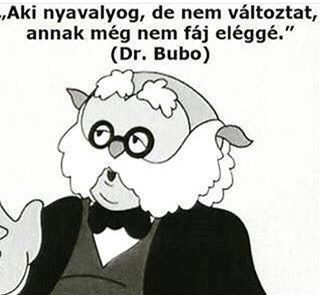 „Aki nyavalyog, de nem változtat,
annak még nem fáj eléggé.”
(Dr. Bubo)